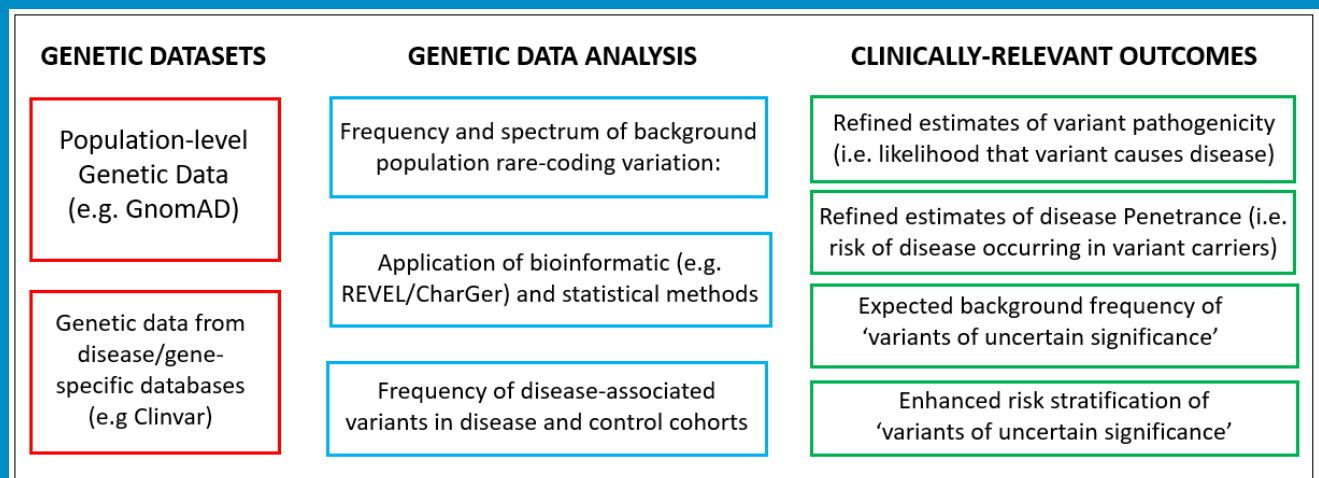 GENETIC DATASETS
Population-level
Genetic Data
(e.g. GnomAD)
Genetic data from
disease/gene-
specific databases
(e.g Clinvar)
GENETIC DATA ANALYSIS
Frequency and spectrum of background
population rare-coding variation:
Application of bioinformatic (e.g.
REVEL/CharGer) and statistical methods
Frequency of disease-associated
variants in disease and control cohorts
CLINICALLY-RELEVANT OUTCOMES
Refined estimates of variant pathogenicity
(i.e. likelihood that variant causes disease)
Refined estimates of disease Penetrance (i.e.
risk of disease occurring in variant carriers)
Expected background frequency of
‘variants of uncertain significance’
Enhanced risk stratification of
‘variants of uncertain significance’